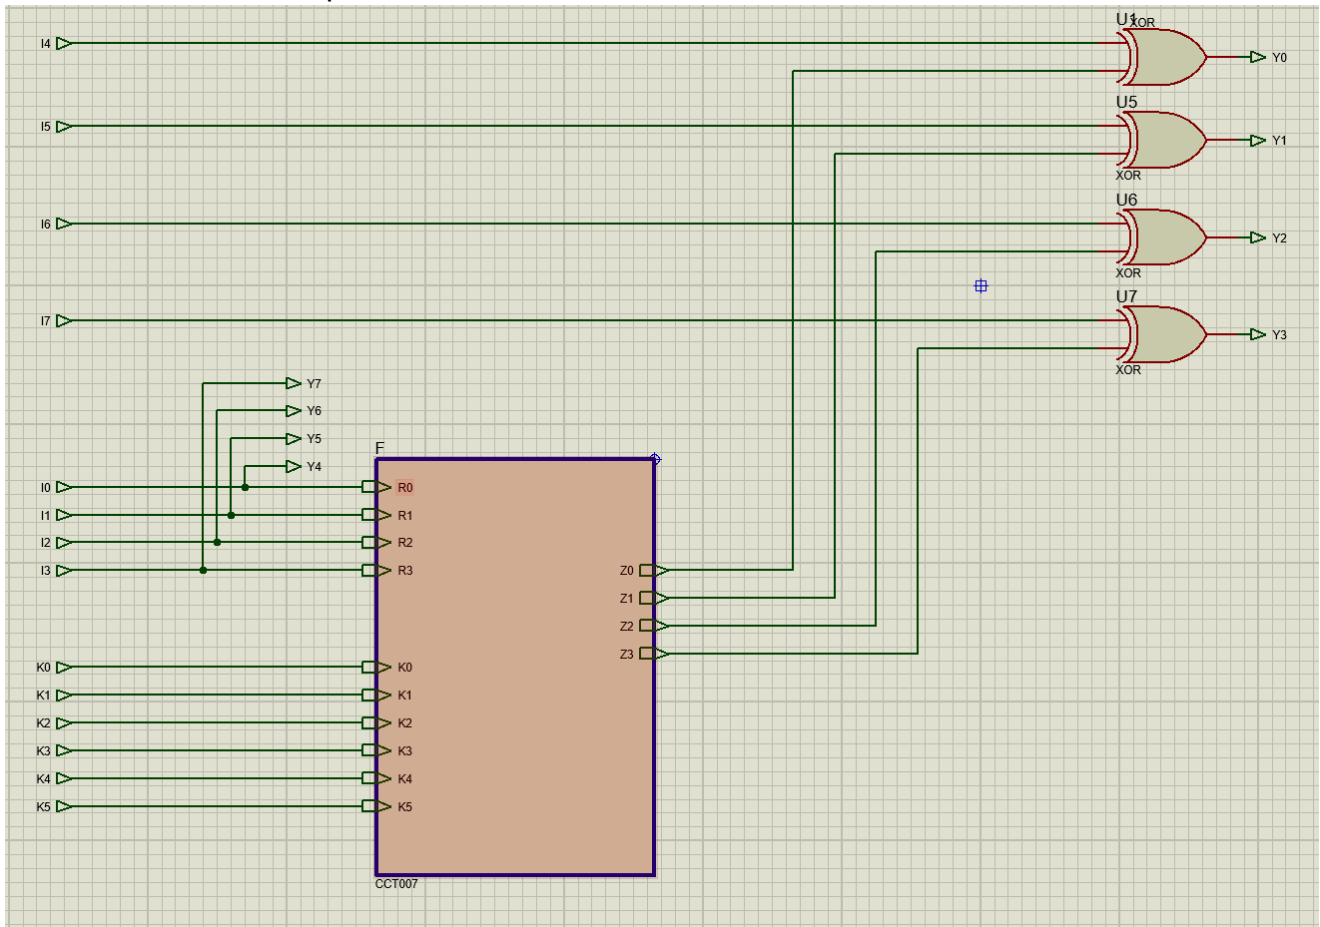 U1
XOR
I4
Y0
U5
I5
Y1
XOR
U6
I6
Y2
XOR
U7
I7
Y3
XOR
Y7
Y6
Y5
Y4
F
I0 R0
I1 R1
I2 R2
I3 R3 Z0
Z1
Z2
Z3
K0 K0
K1 K1
K2 K2
K3 K3
K4 K4
K5 K5
CCT007